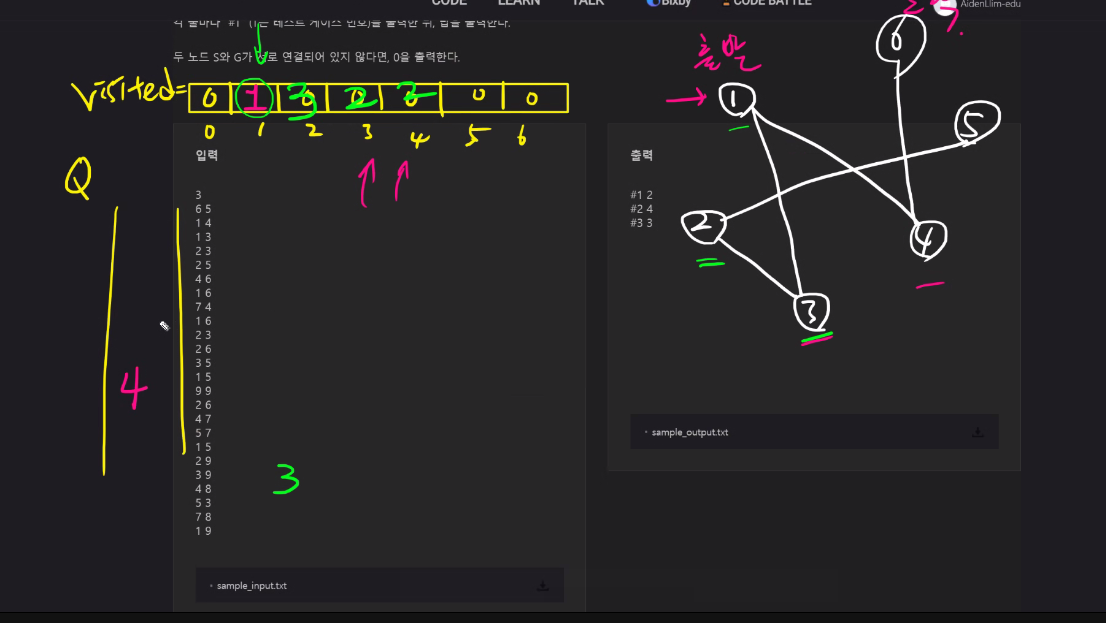 CODE LEARN TALK Bixby CODE BATTLE AidenLlim-edu
각 줄마다 "#T" (T는 테스트 케이스 번호)를 출력한 뒤, 답을 출력한다.
두 노드 S와 G가 로 연결되어 있지 않다면, 0을 출력한다.
visited=
0 1 3 2 2 0 0
0 1 2 3 4 5 6
Q
4
3
입력
3
6 5
1 4
1 3
2 3
2 5
4 6
1 6
7 4
1 6
2 3
2 6
3 5
1 5
9 9
2 6
4 7
5 7
1 5
2 9
3 9
4 8
5 3
7 8
1 9
sample_input.txt
출력
#1 2
#2 4
#3 3
sample_output.txt
출발
1
5
2
4
3